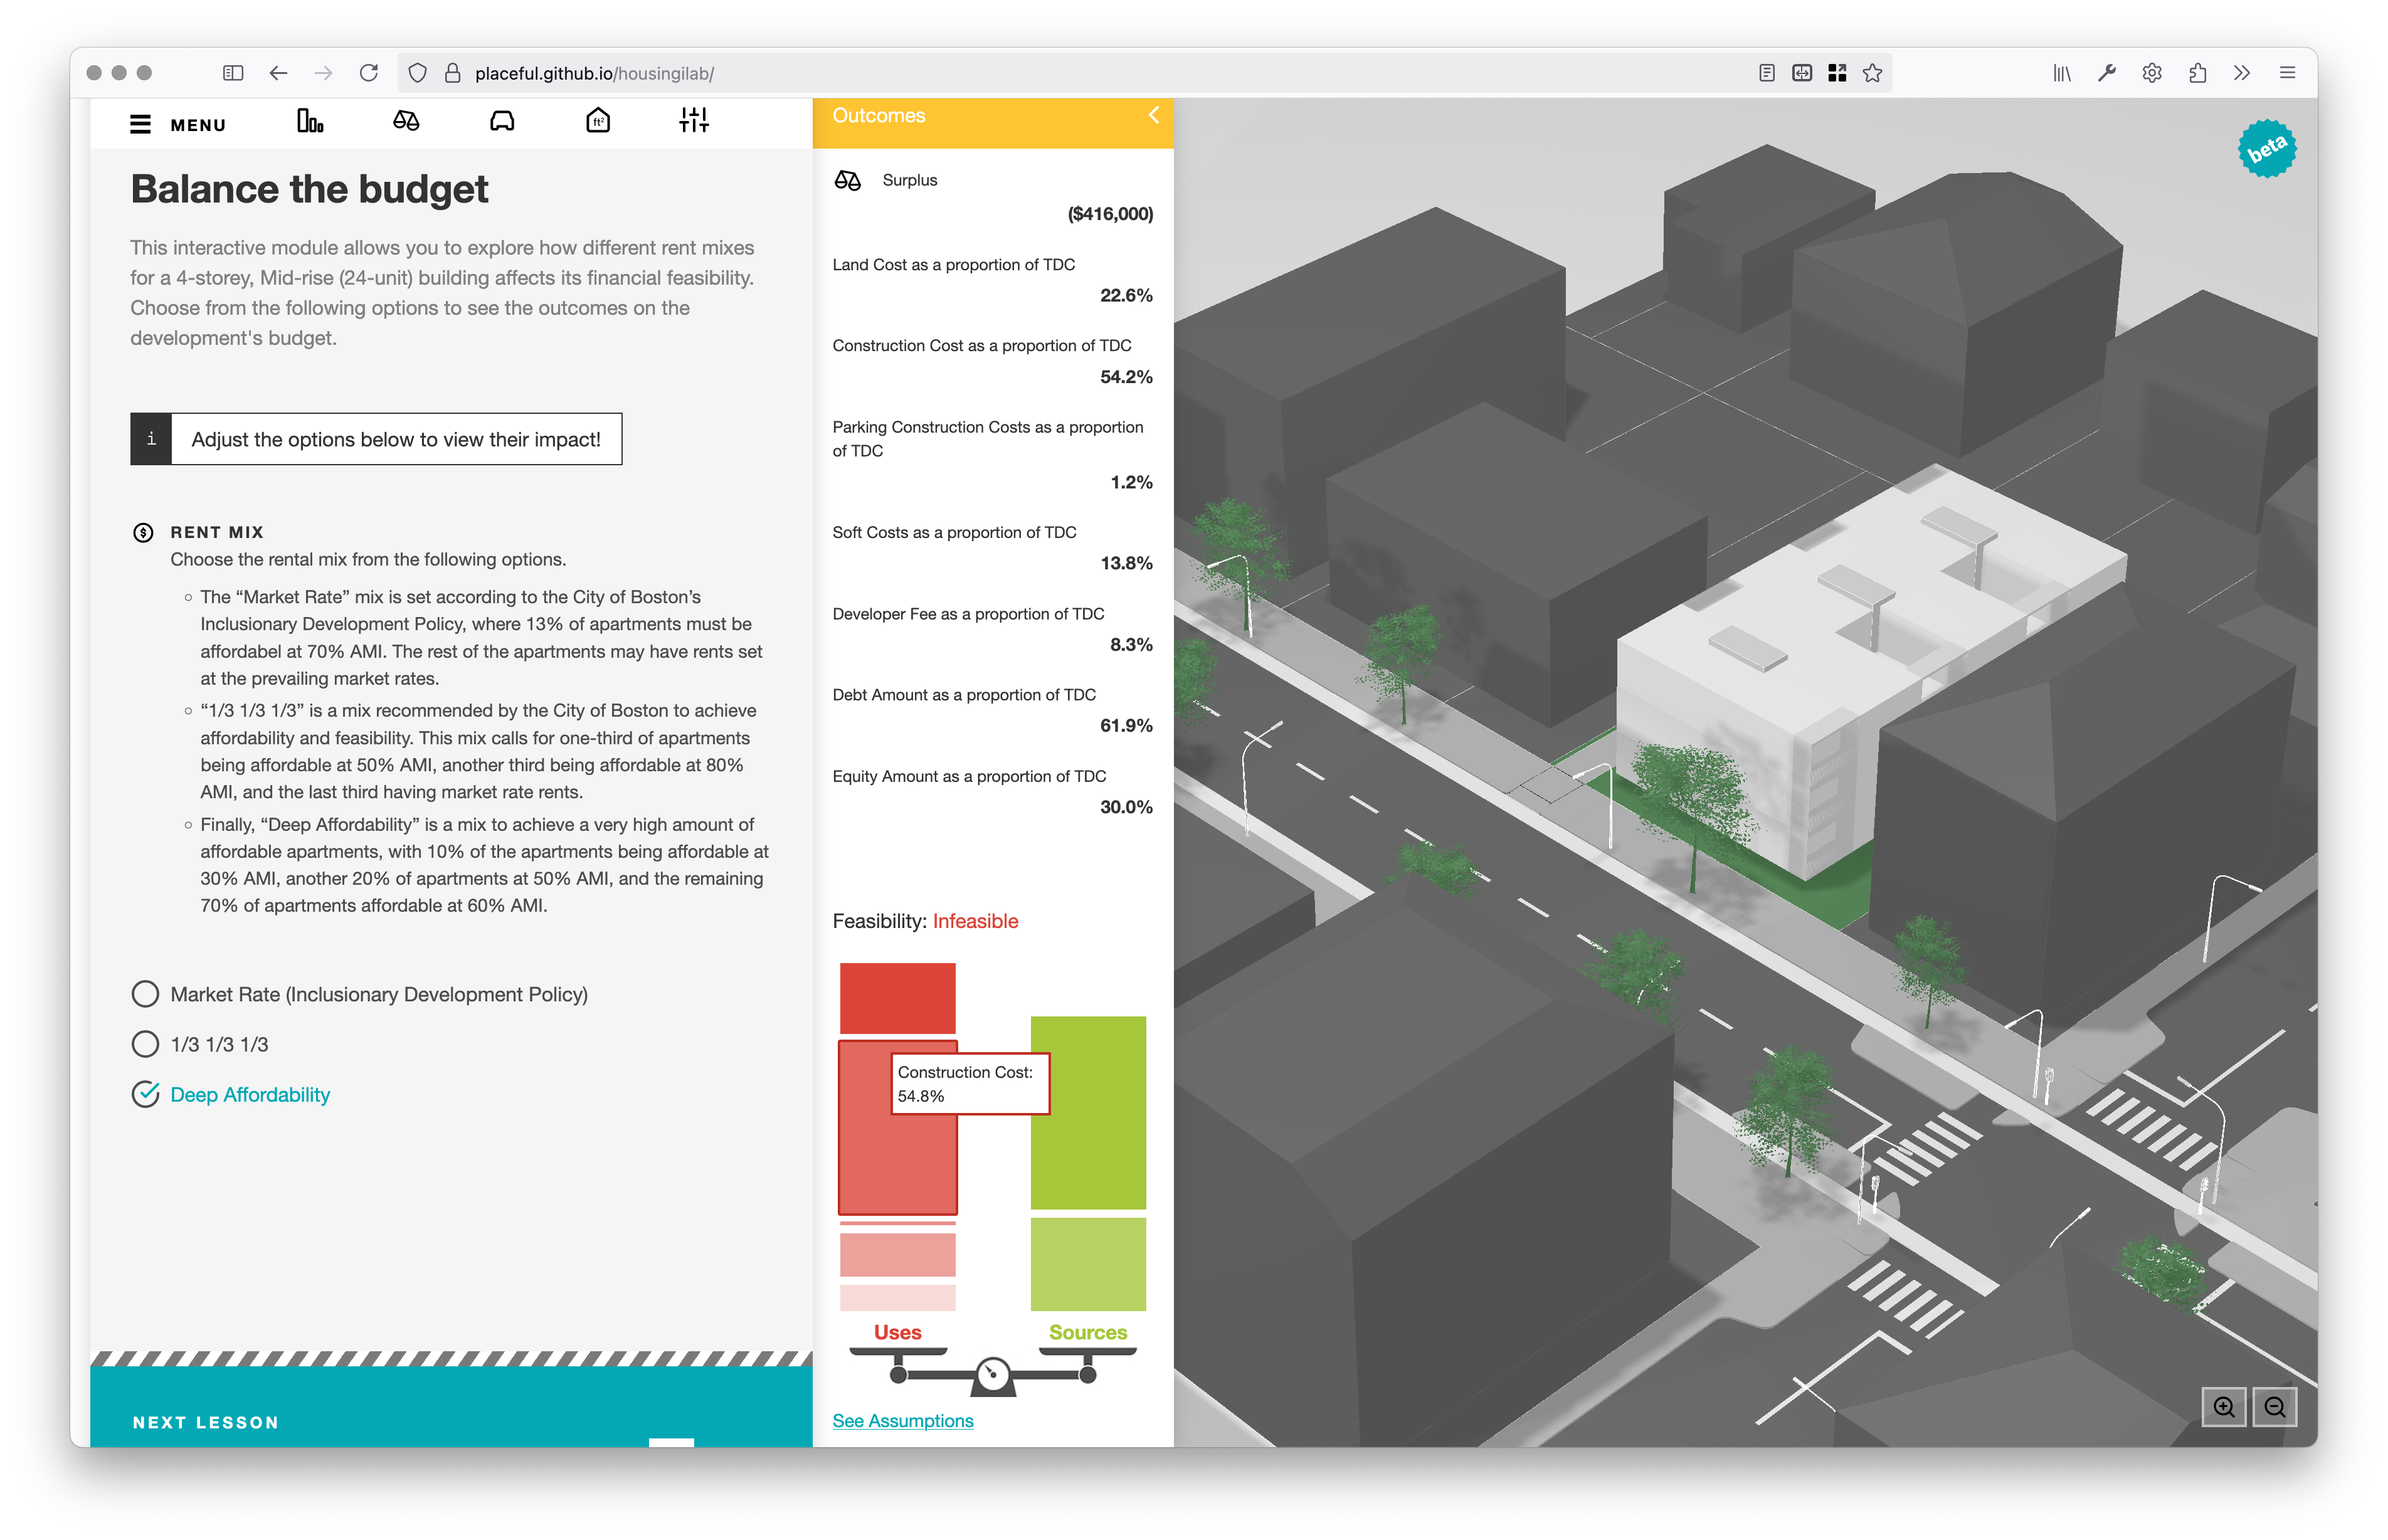 placeful.github.io/housingilab/
MENU
ft²
Balance the budget
This interactive module allows you to explore how different rent mixes
for a 4-storey, Mid-rise (24-unit) building affects its financial feasibility.
Choose from the following options to see the outcomes on the
development's budget.
i
Adjust the options below to view their impact!
$
RENT MIX
Choose the rental mix from the following options.
The “Market Rate” mix is set according to the City of Boston’s
Inclusionary Development Policy, where 13% of apartments must be
affordabel at 70% AMI. The rest of the apartments may have rents set
at the prevailing market rates.
“1/3 1/3 1/3” is a mix recommended by the City of Boston to achieve
affordability and feasibility. This mix calls for one-third of apartments
being affordable at 50% AMI, another third being affordable at 80%
AMI, and the last third having market rate rents.
Finally, “Deep Affordability” is a mix to achieve a very high amount of
affordable apartments, with 10% of the apartments being affordable at
30% AMI, another 20% of apartments at 50% AMI, and the remaining
70% of apartments affordable at 60% AMI.
Market Rate (Inclusionary Development Policy)
1/3 1/3 1/3
Deep Affordability
NEXT LESSON
Outcomes
Surplus
($416,000)
Land Cost as a proportion of TDC
22.6%
Construction Cost as a proportion of TDC
54.2%
Parking Construction Costs as a proportion
of TDC
1.2%
Soft Costs as a proportion of TDC
13.8%
Developer Fee as a proportion of TDC
8.3%
Debt Amount as a proportion of TDC
61.9%
Equity Amount as a proportion of TDC
30.0%
Feasibility: Infeasible
Construction Cost:
54.8%
Uses
Sources
See Assumptions
beta